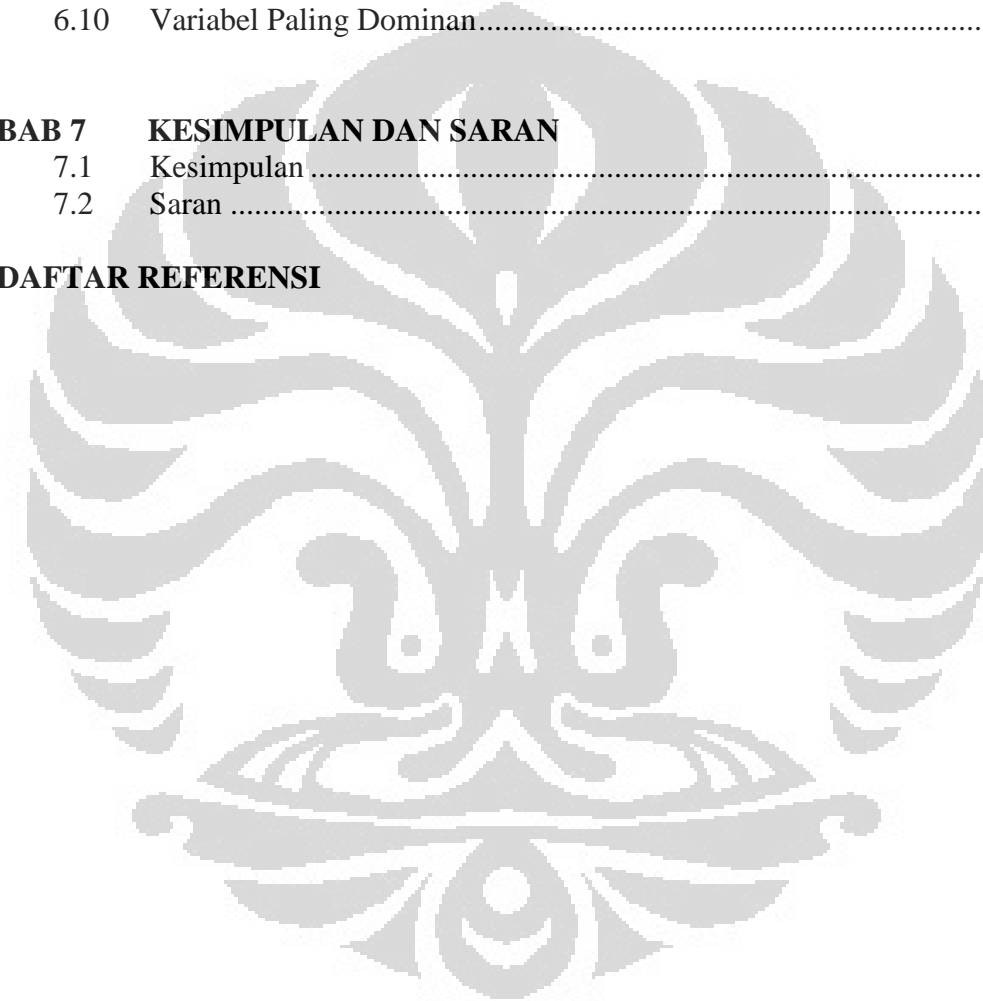 6.10 Variabel Paling Dominan................................................................
BAB 7 KESIMPULAN DAN SARAN
7.1 Kesimpulan.....................................................................................
7.2 Saran ..............................................................................................
DAFTAR REFERENSI